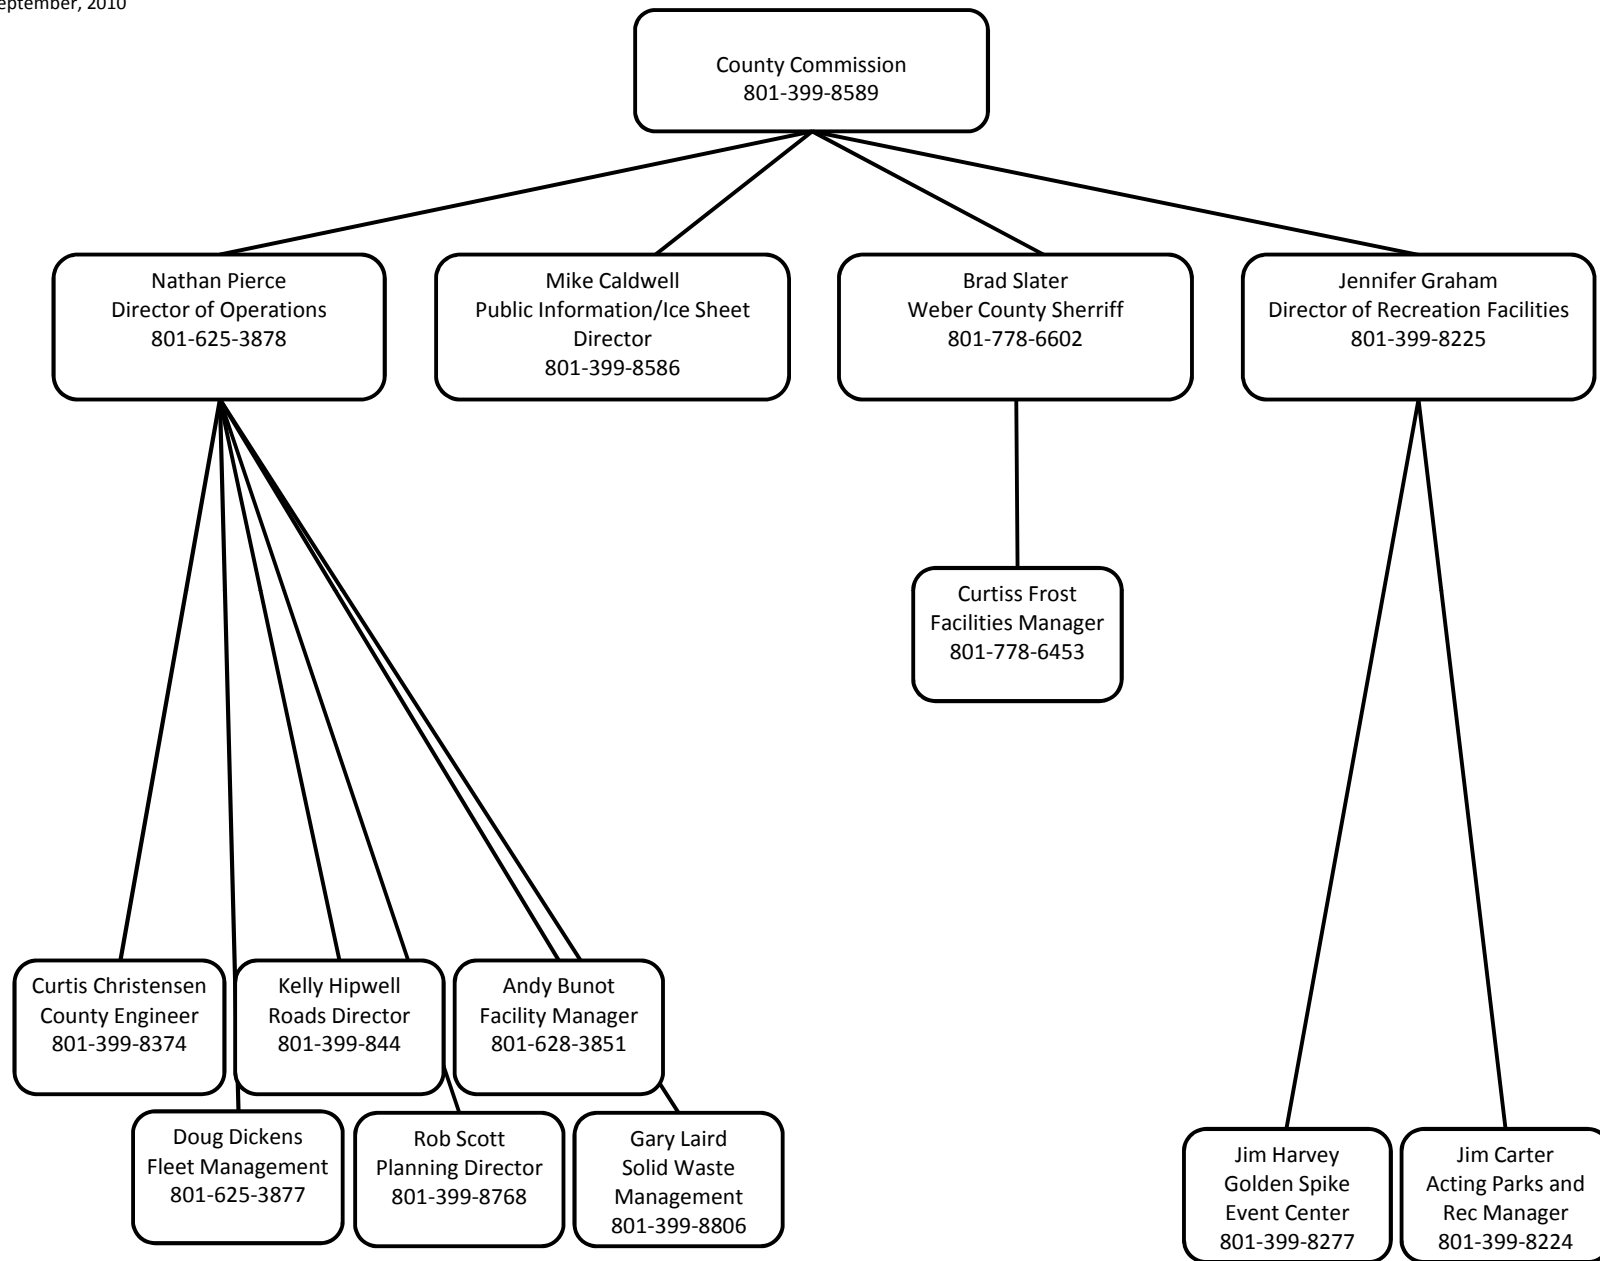 eptember, 2010
County Commission
801-399-8589
Nathan Pierce
Director of Operations
801-625-3878
Mike Caldwell
Public Information/Ice Sheet
Director
801-399-8586
Brad Slater
Weber County Sherriff
801-778-6602
Jennifer Graham
Director of Recreation Facilities
801-399-8225
Curtiss Frost
Facilities Manager
801-778-6453
Curtis Christensen
County Engineer
801-399-8374
Kelly Hipwell
Roads Director
801-399-844
Andy Bunot
Facility Manager
801-628-3851
Doug Dickens
Fleet Management
801-625-3877
Rob Scott
Planning Director
801-399-8768
Gary Laird
Solid Waste
Management
801-399-8806
Jim Harvey
Golden Spike
Event Center
801-399-8277
Jim Carter
Acting Parks and
Rec Manager
801-399-8224